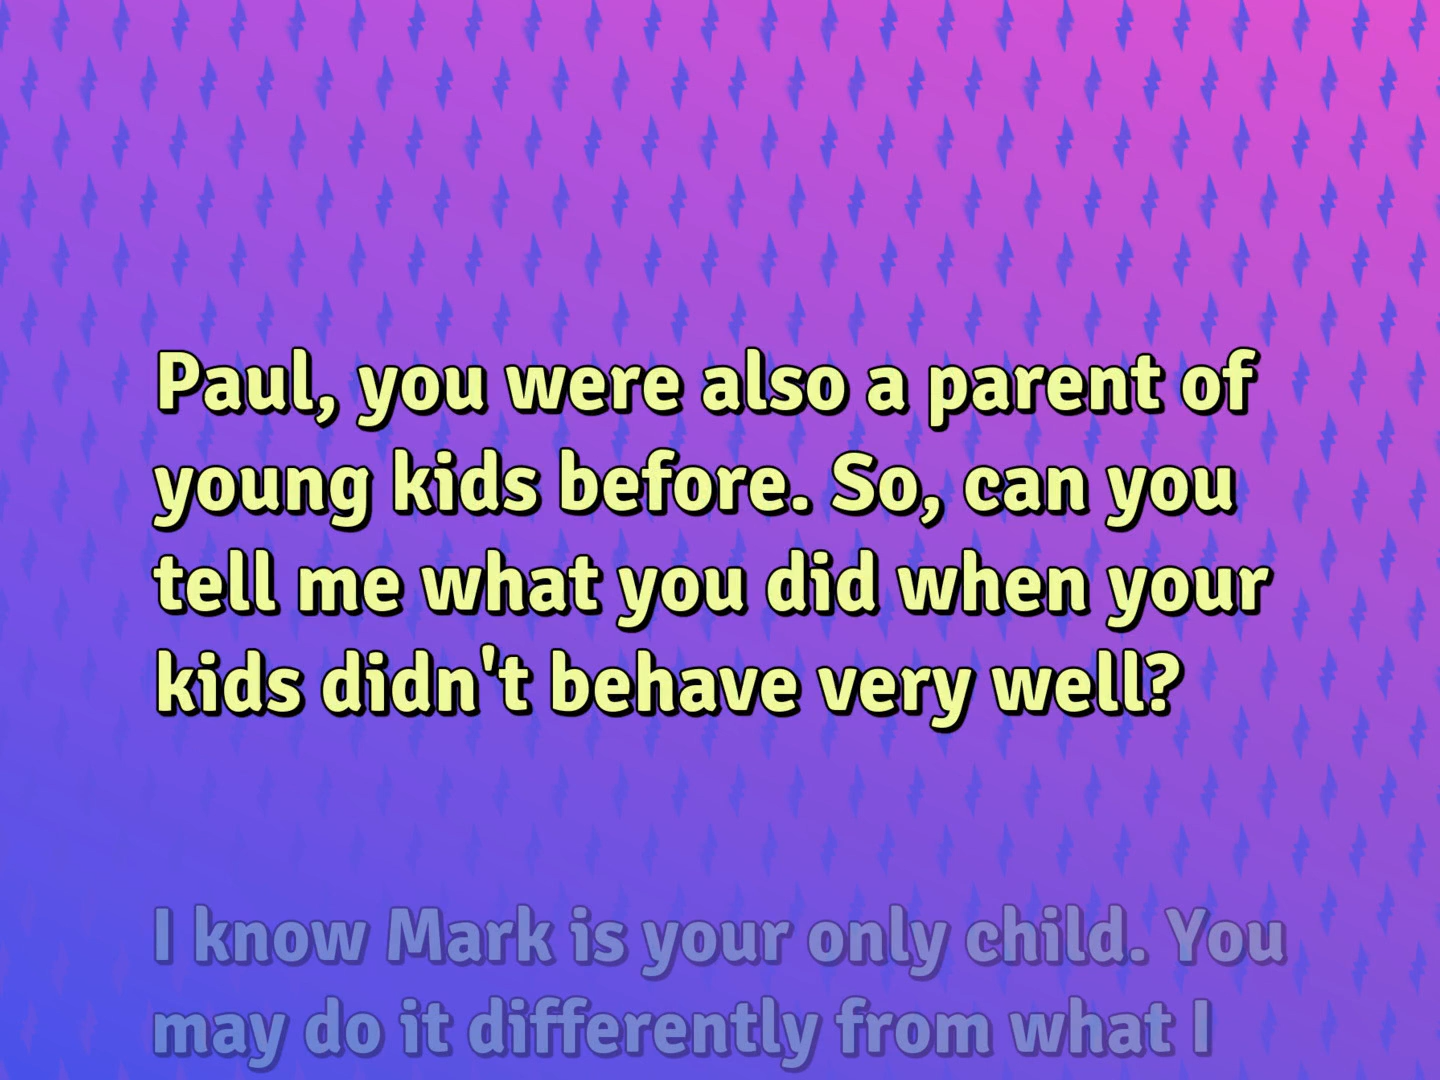 Paul, you were also a parent of
young kids before. So, can you
tell me what you did when your
kids didn't behave very well?
I know Mark is your only child. You
may do it differently from what I